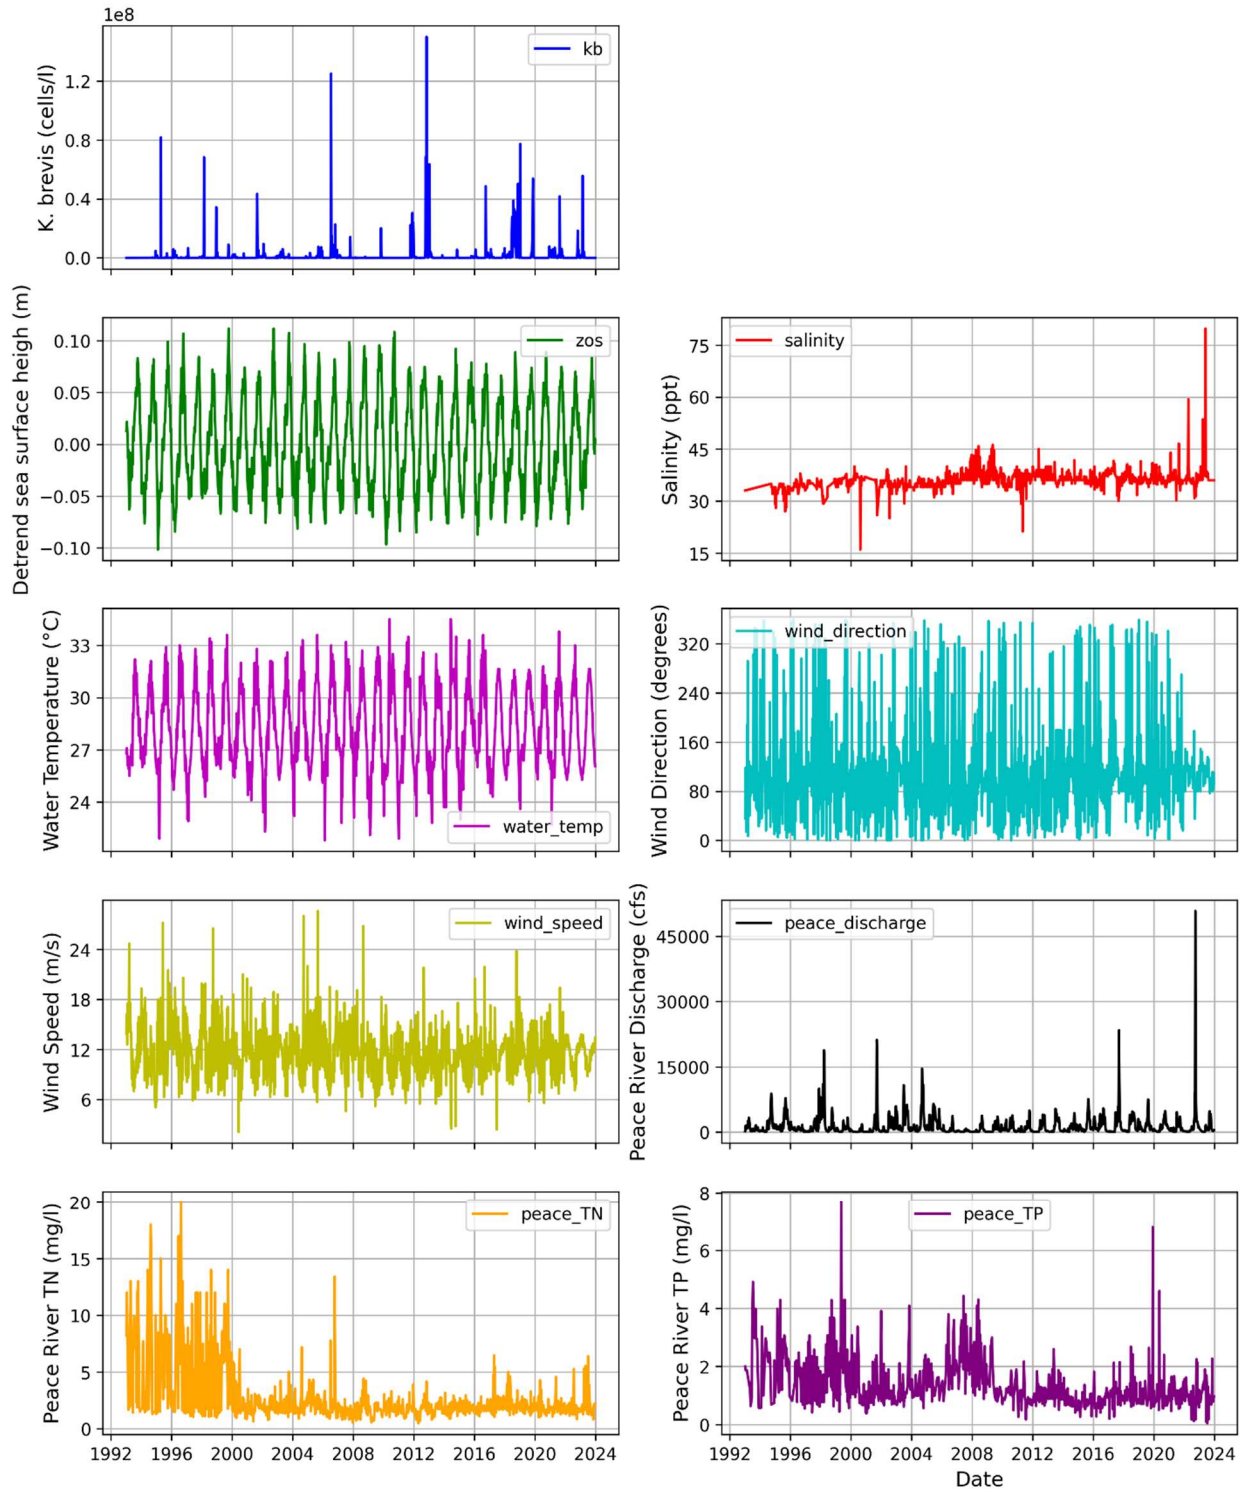 1e8
K. brevis (cells/l)
1.2
0.8
0.4
0.0
kb
Detrend sea surface heigh (m)
0.10
0.05
0.00
−0.05
−0.10
zos
Salinity (ppt)
75
60
45
30
15
salinity
Water Temperature (°C)
33
30
27
24
water_temp
Wind Direction (degrees)
320
240
160
80
0
wind_direction
Wind Speed (m/s)
24
18
12
6
wind_speed
Peace River Discharge (cfs)
45000
30000
15000
0
peace_discharge
Peace River TN (mg/l)
20
15
10
5
0
peace_TN
1992 1996 2000 2004 2008 2012 2016 2020 2024
Peace River TP (mg/l)
8
6
4
2
0
peace_TP
1992 1996 2000 2004 2008 2012 2016 2020 2024
Date